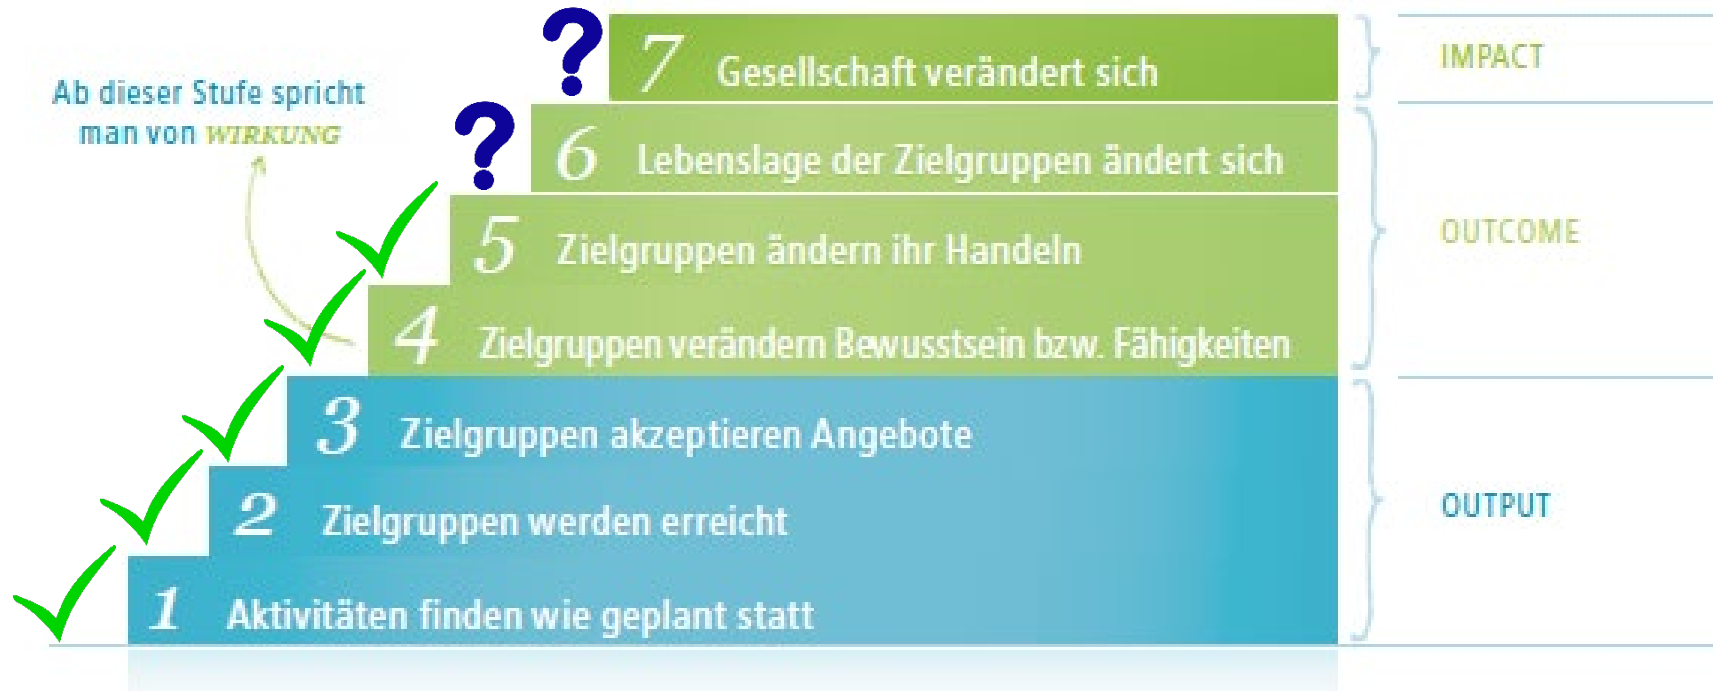 ? 7 Gesellschaft verändert sich
IMPACT
Ab dieser Stufe spricht
man von WIRKUNG
? 6 Lebenslage der Zielgruppen ändert sich
5 Zielgruppen ändern ihr Handeln
OUTCOME
4 Zielgruppen verändern Bewusstsein bzw. Fähigkeiten
3 Zielgruppen akzeptieren Angebote
2 Zielgruppen werden erreicht
OUTPUT
1 Aktivitäten finden wie geplant statt